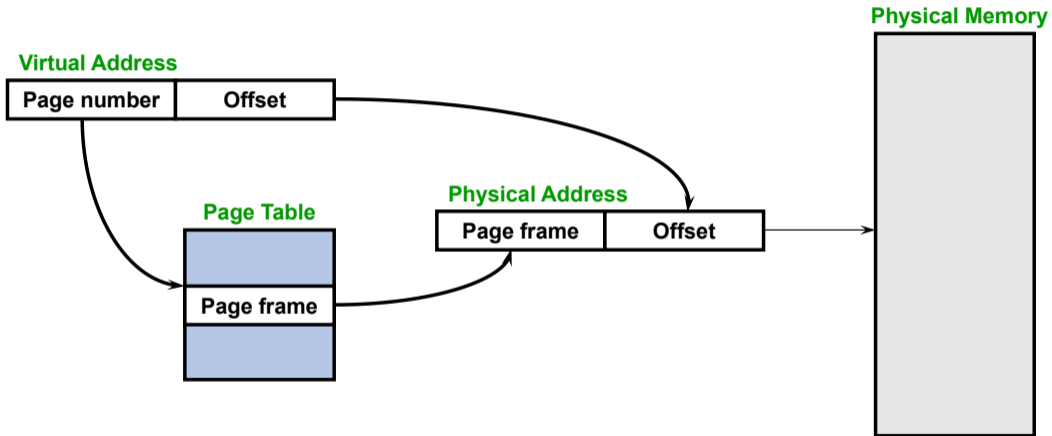 Physical Memory
Virtual Address
Page number
Offset
Physical Address
Page Table
Page frame
Offset
Page frame